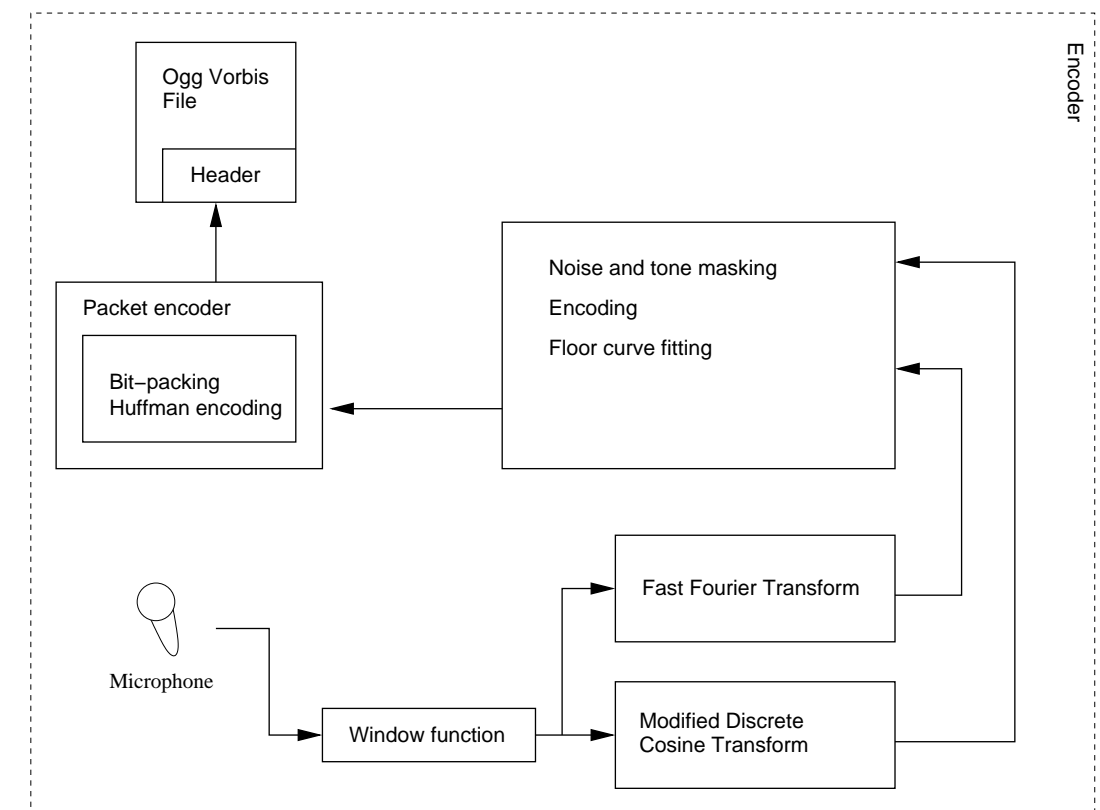 Encoder
Ogg Vorbis
File
Header
Noise and tone masking
Encoding
Floor curve fitting
Packet encoder
Bit−packing
Huffman encoding
Fast Fourier Transform
Microphone
Window function
Modified Discrete
Cosine Transform